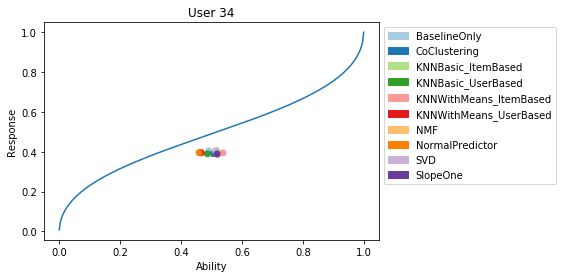 User 34
Response
1.0
0.8
0.6
0.4
0.2
0.0
0.0 0.2 0.4 0.6 0.8 1.0
Ability
BaselineOnly
CoClustering
KNNBasic_ItemBased
KNNBasic_UserBased
KNNWithMeans_ItemBased
KNNWithMeans_UserBased
NMF
NormalPredictor
SVD
SlopeOne